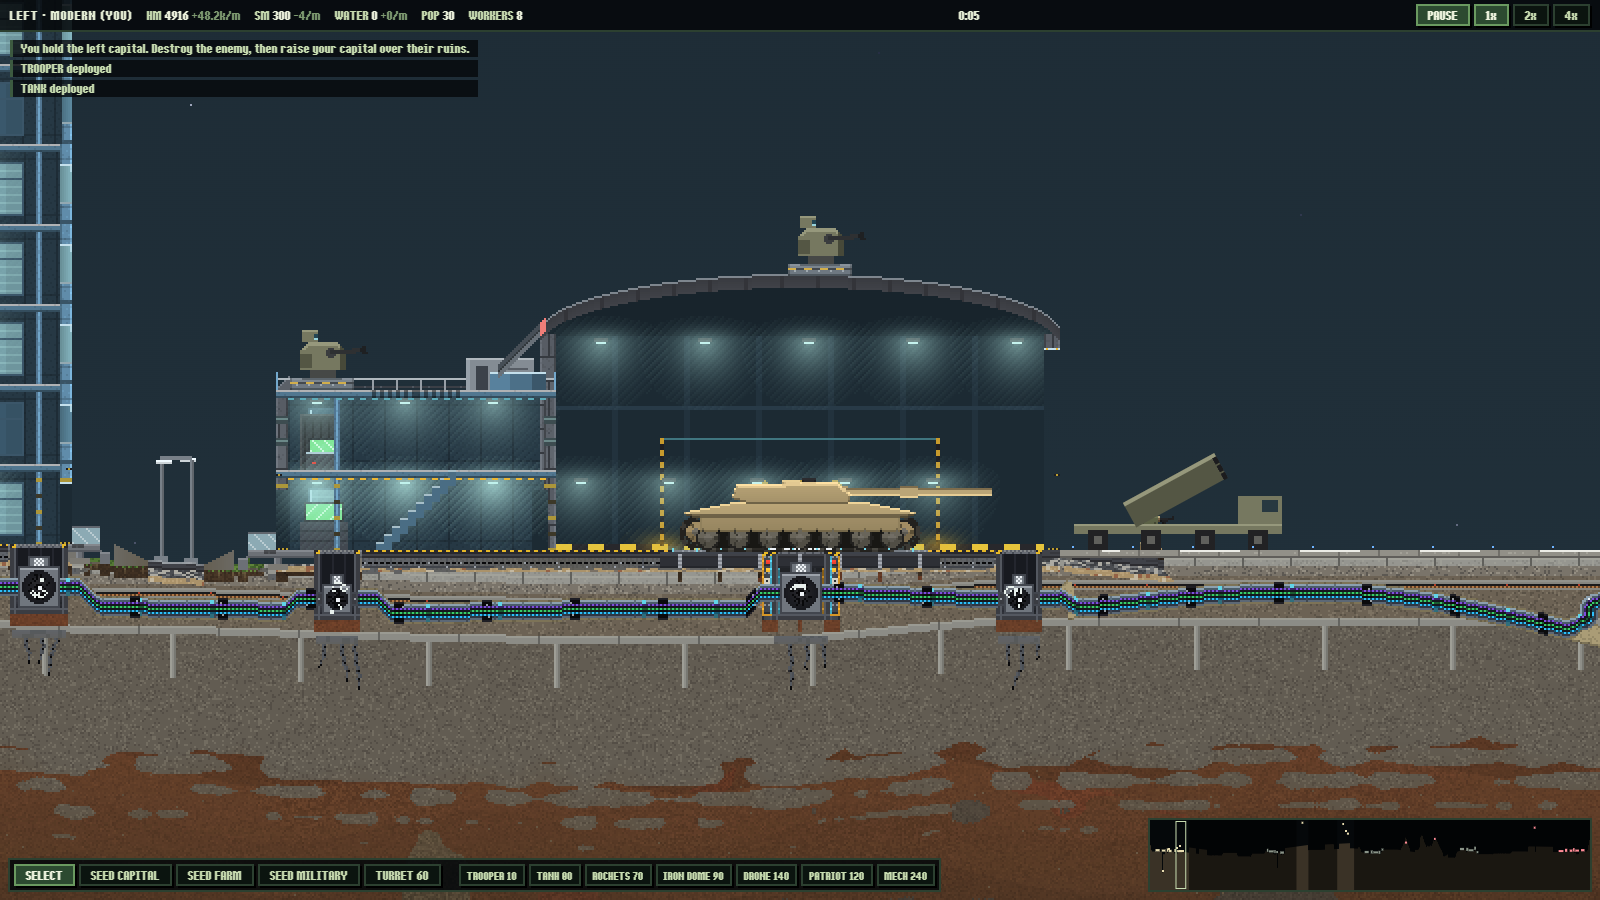 LEFT · MODERN (YOU) HM 4916 +48.2k/m SM 300 -4/m WATER 0 +0/m POP 30 WORKERS 8 0:05 PAUSE 1x 2x 4x
You hold the left capital. Destroy the enemy, then raise your capital over their ruins.
TROOPER deployed
TANK deployed
SELECT SEED CAPITAL SEED FARM SEED MILITARY TURRET 60 TROOPER 10 TANK 80 ROCKETS 70 IRON DOME 90 DRONE 140 PATRIOT 120 MECH 240